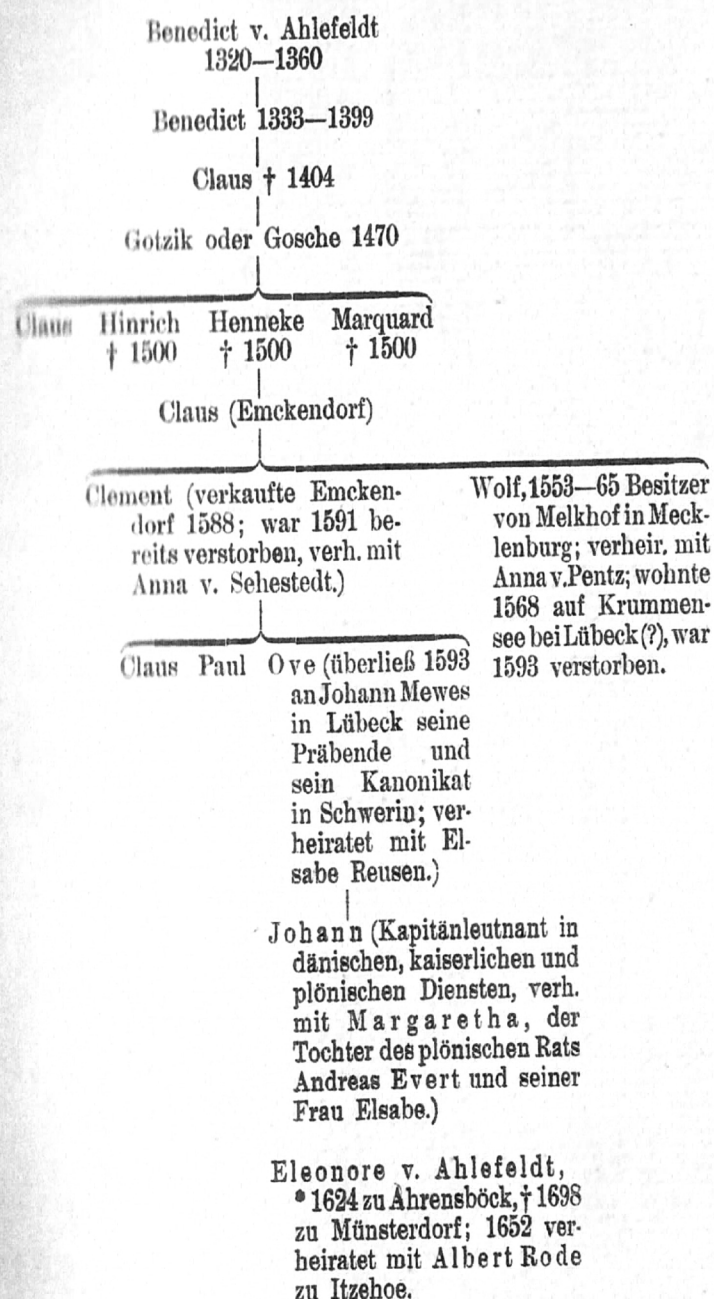 Benedict v. Ahlefeldt
1320—1360
Benedict 1333—1399
Claus † 1404
Gotzik oder Gosche 1470
Claus Hinrich Henneke Marquard
† 1500 † 1500 † 1500
Claus (Emckendorf)
Clement (verkaufte Emcken-
dorf 1588; war 1591 be-
reits verstorben, verh. mit
Anna v. Sehestedt.)
Wolf, 1553—65 Besitzer
von Melkhof in Meck-
lenburg; verheir. mit
Anna v. Pentz; wohnte
1568 auf Krummen-
see bei Lübeck (?), war
1593 verstorben.
Claus Paul Ove (überließ 1593
an Johann Mewes
in Lübeck seine
Präbende und
sein Kanonikat
in Schwerin; ver-
heiratet mit El-
sabe Reusen.)
Johann (Kapitänleutnant in
dänischen, kaiserlichen und
plönischen Diensten, verh.
mit Margaretha, der
Tochter des plönischen Rats
Andreas Evert und seiner
Frau Elsabe.)
Eleonore v. Ahlefeldt,
* 1624 zu Ahrensböck, † 1698
zu Münsterdorf; 1652 ver-
heiratet mit Albert Rode
zu Itzehoe.